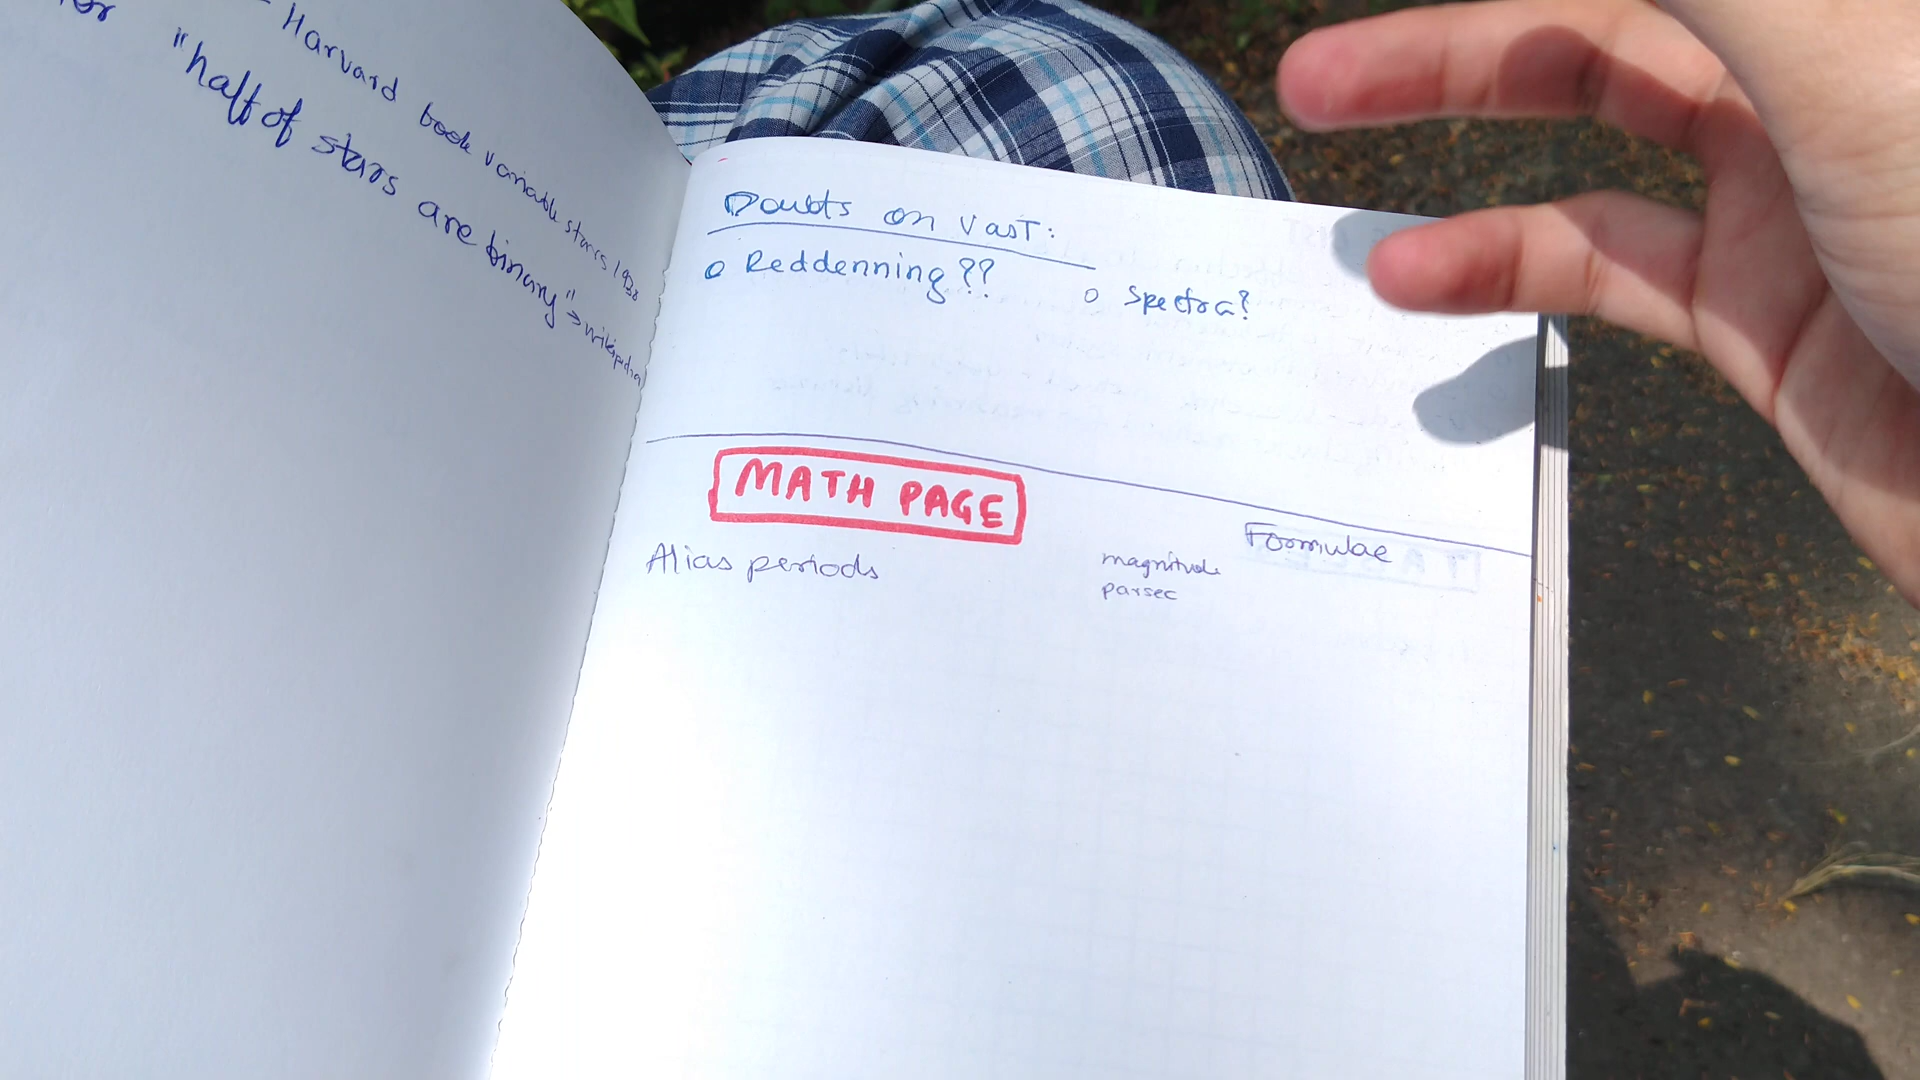 - Harvard book variable stars 1938
"half of stars are binary" → wikipedia
Doubts on VasT:
o Reddenning??
o Spectra?
MATH PAGE
Alias periods
Formulae
magnitude
parsec